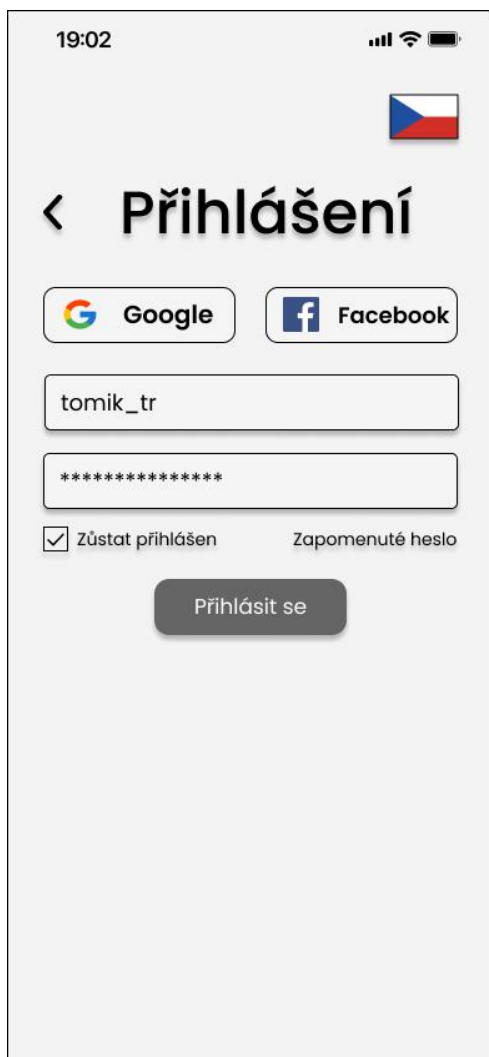 19:02
Přihlášení
Google Facebook
tomik_tr
***************
Zůstat přihlášen Zapomenuté heslo
Přihlásit se